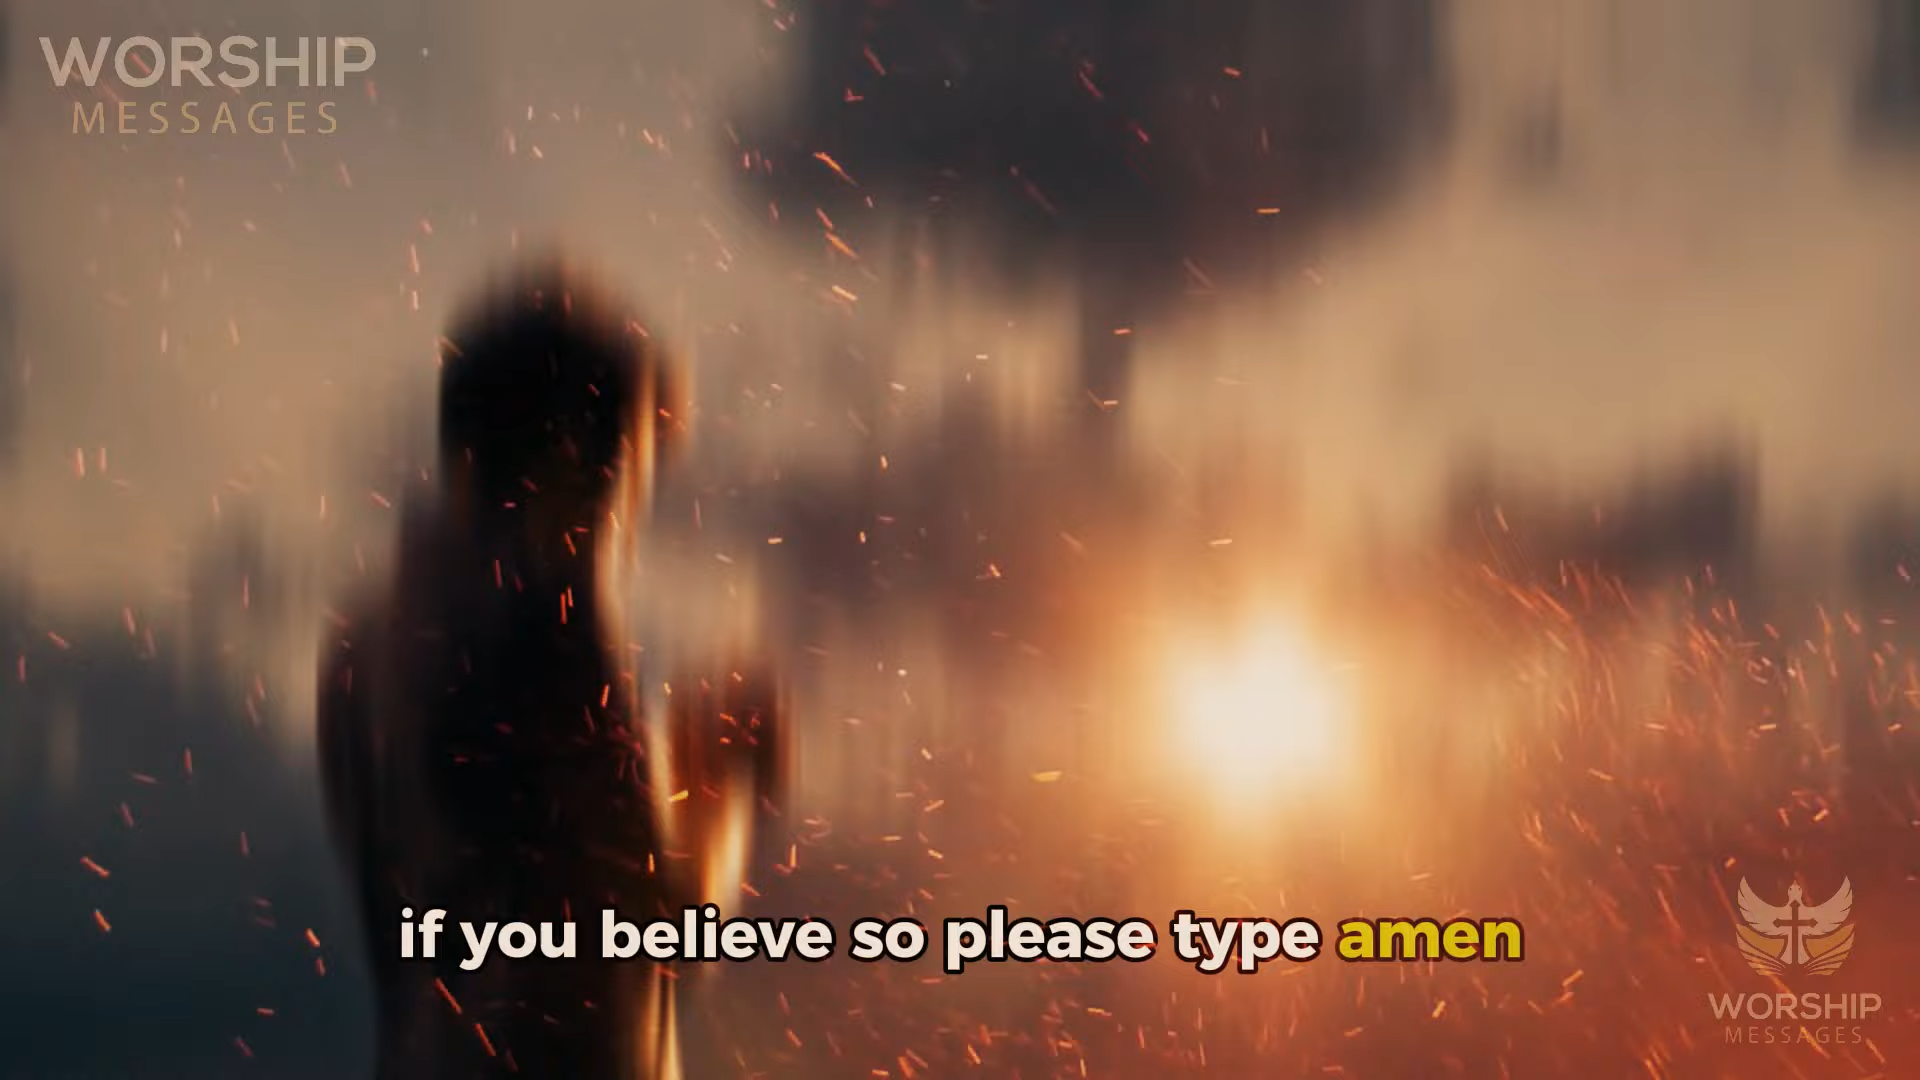 WORSHIP
MESSAGES
if you believe so please type amen
WORSHIP
MESSAGES